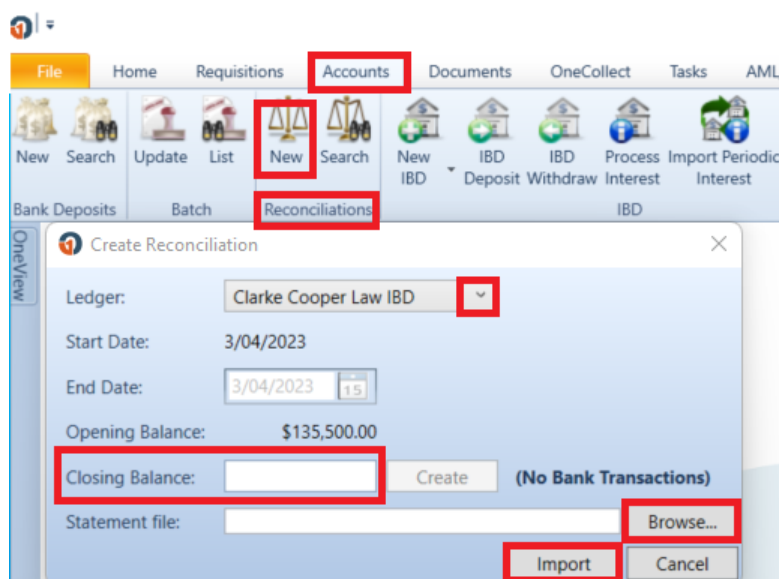 File Home Requisitions Accounts Documents OneCollect Tasks AML
New Search Update List New Search New IBD IBD Deposit IBD Withdraw Process Interest Import Periodic Interest
Bank Deposits Batch Reconciliations IBD
OneView
Create Reconciliation
Ledger: Clarke Cooper Law IBD
Start Date: 3/04/2023
End Date: 3/04/2023 15
Opening Balance: $135,500.00
Closing Balance: Create (No Bank Transactions)
Statement file: Browse...
Import Cancel